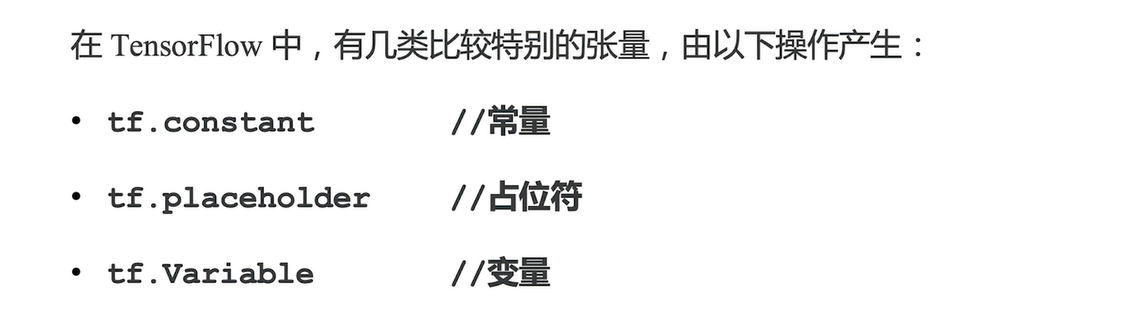 在 TensorFlow 中，有几类比较特别的张量，由以下操作产生：
• tf.constant //常量
• tf.placeholder //占位符
• tf.Variable //变量